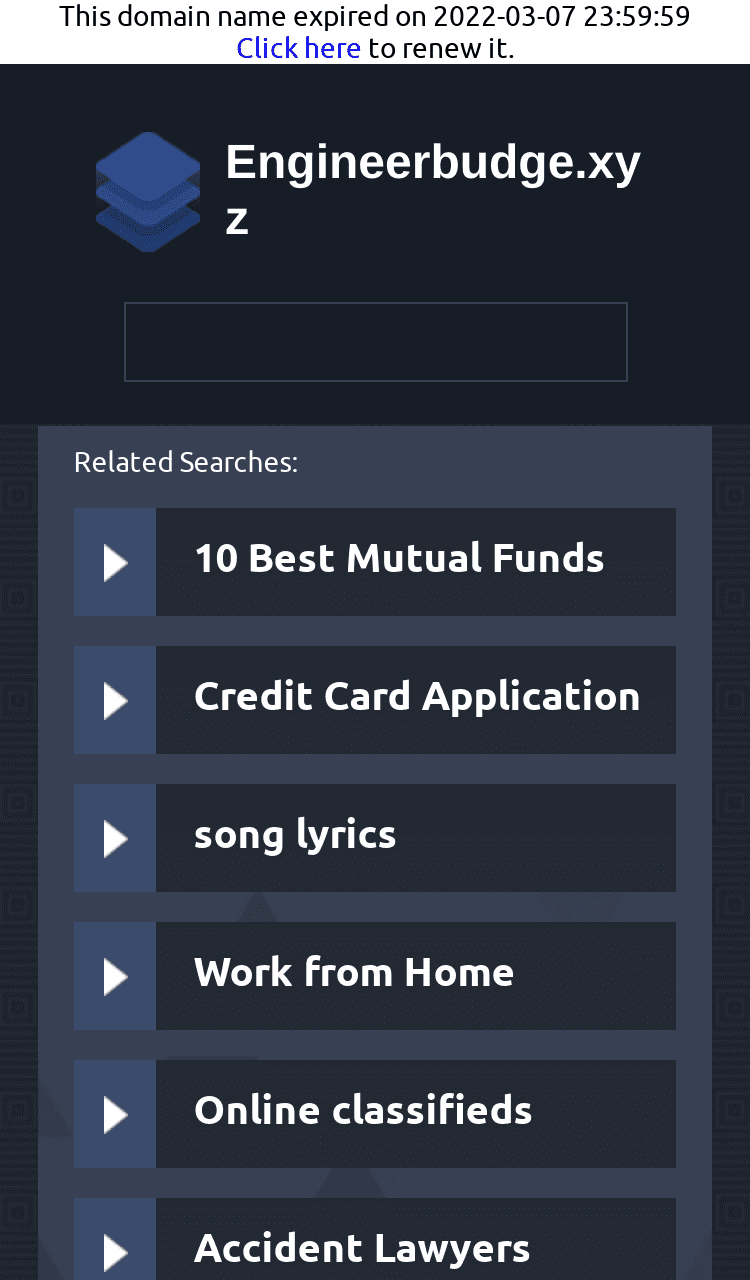 This domain name expired on 2022-03-07 23:59:59
Click here to renew it.
Engineerbudge.xy
z
Related Searches:
10 Best Mutual Funds
Credit Card Application
song lyrics
Work from Home
Online classifieds
Accident Lawyers